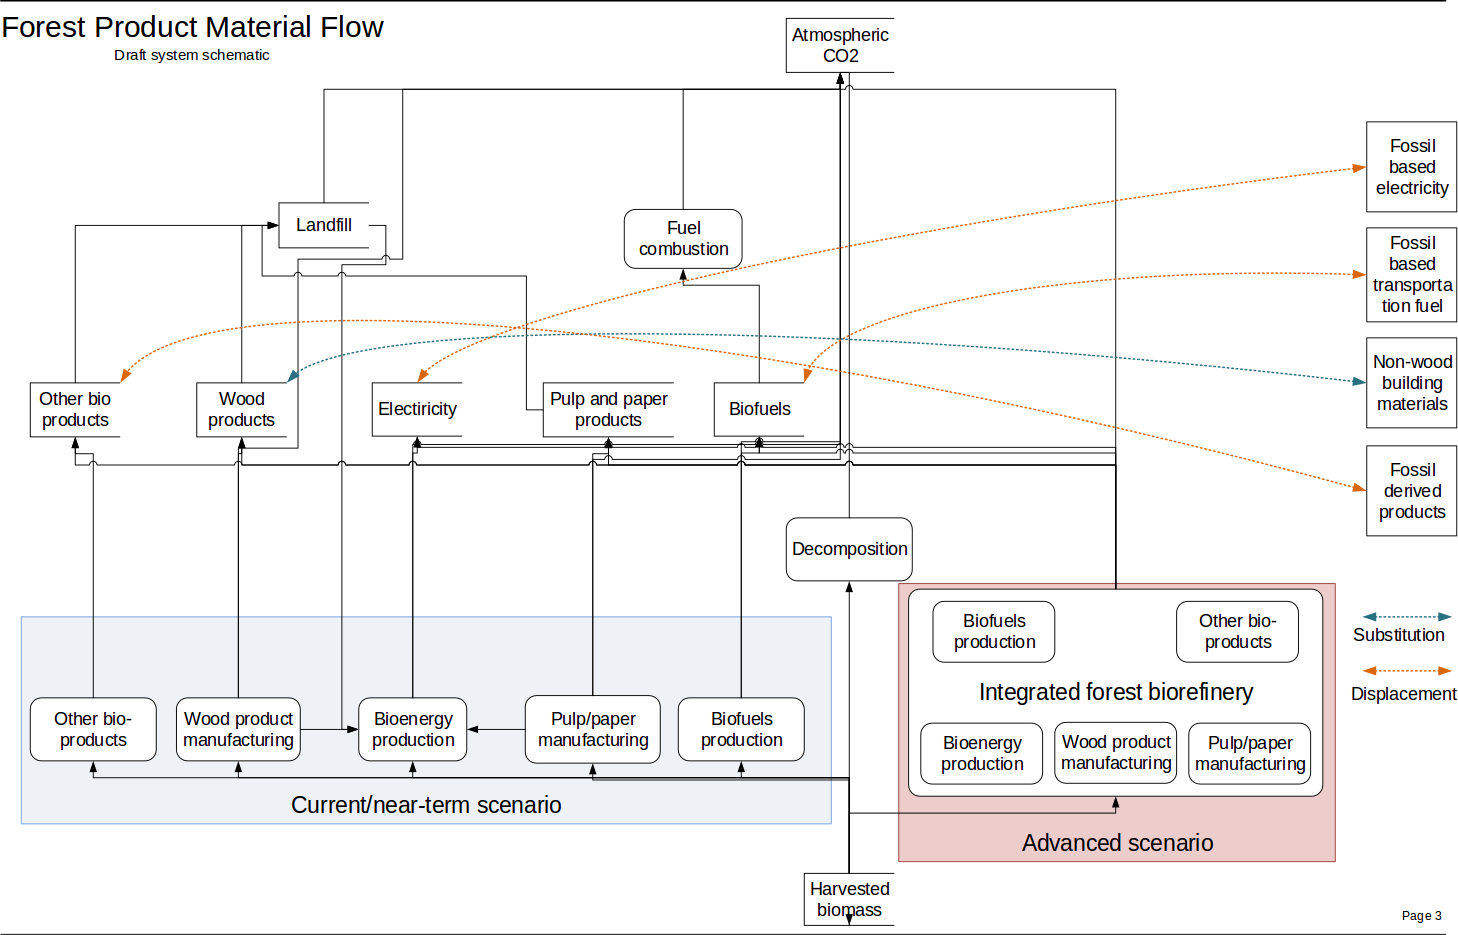 Forest Product Material Flow
Draft system schematic
Atmospheric
CO2
Fossil
based
electricity
Landfill
Fuel
combustion
Fossil
based
transporta
tion fuel
Non-wood
building
materials
Other bio
products
Wood
products
Electiricity
Pulp and paper
products
Biofuels
Fossil
derived
products
Decomposition
Biofuels
production
Other bio-
products
Substitution
Integrated forest biorefinery
Displacement
Other bio-
products
Wood product
manufacturing
Bioenergy
production
Pulp/paper
manufacturing
Biofuels
production
Bioenergy
production
Wood product
manufacturing
Pulp/paper
manufacturing
Current/near-term scenario
Advanced scenario
Harvested
biomass
Page 3